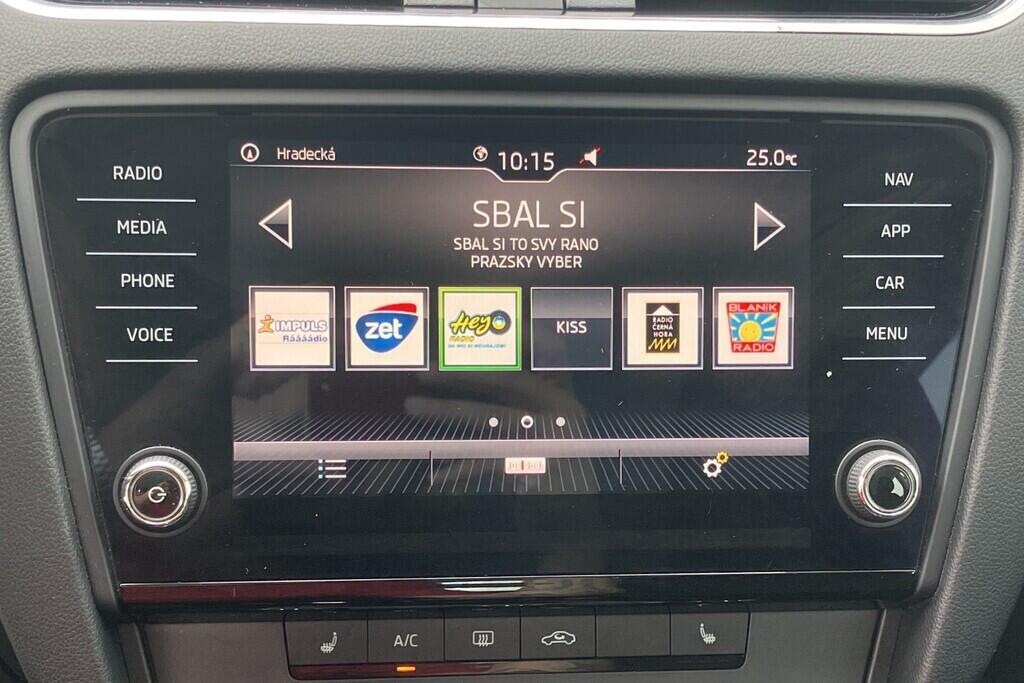 Hradecká
10:15
25.0°C
RADIO
MEDIA
PHONE
VOICE
SBAL SI
SBAL SI TO SVY RANO
PRAZSKY VYBER
IMPULS
Ráááádio
zet
Hey
RADIO
KISS
RADIO
ČERNÁ
HORA
BLANÍK
RADIO
NAV
APP
CAR
MENU
A/C